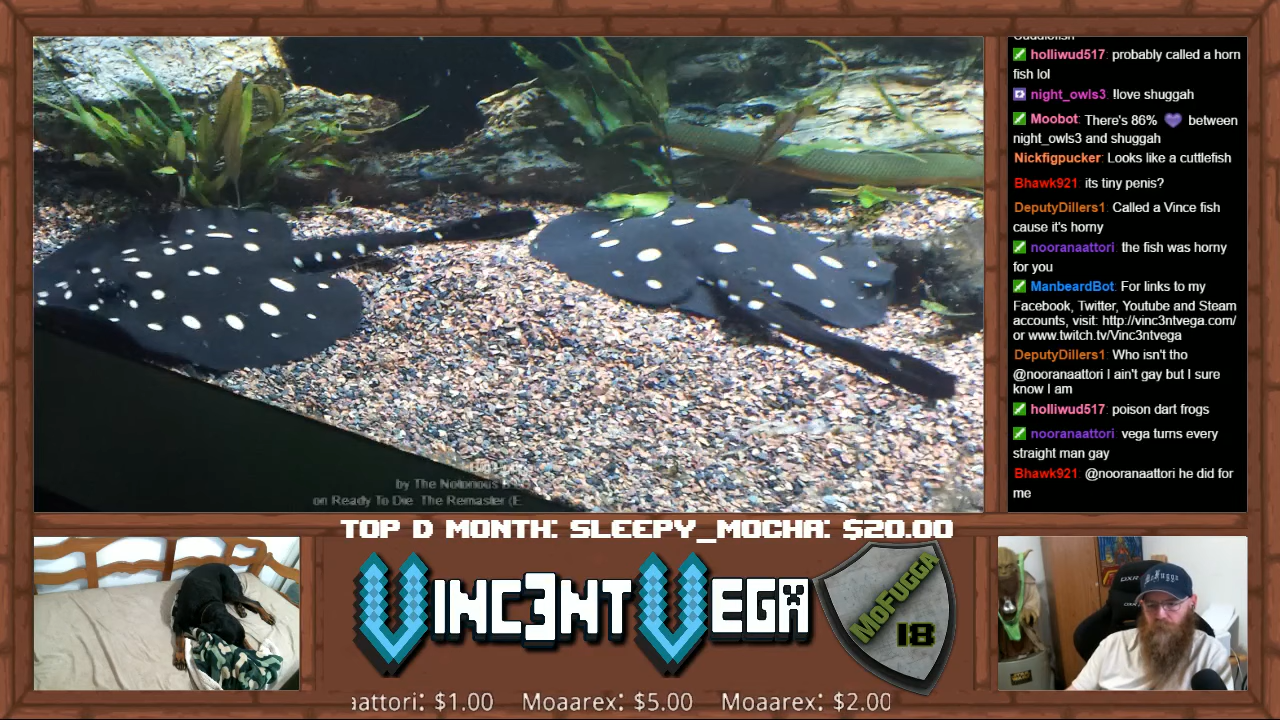 holliwud517: probably called a horn
fish lol
night_owls3: !love shuggah
Moobot: There's 86% 💜 between
night_owls3 and shuggah
Nickfigpucker: Looks like a cuttlefish
Bhawk921: its tiny penis?
DeputyDillers1: Called a Vince fish
cause it's horny
nooranaattori: the fish was horny
for you
ManbeardBot: For links to my
Facebook, Twitter, Youtube and Steam
accounts, visit: http://vinc3ntvega.com/
or www.twitch.tv/Vinc3ntvega
DeputyDillers1: Who isn't tho
@nooranaattori I ain't gay but I sure
know I am
holliwud517: poison dart frogs
nooranaattori: vega turns every
straight man gay
Bhawk921: @nooranaattori he did for
me
by The Notorious
on Ready To Die The Remaster (E
TOP D MONTH: SLEEPY_MOCHA: $20.00
VINC3NTVEGA
MOFUGGA
18
MoFugga
aattori: $1.00 Moaarex: $5.00 Moaarex: $2.00